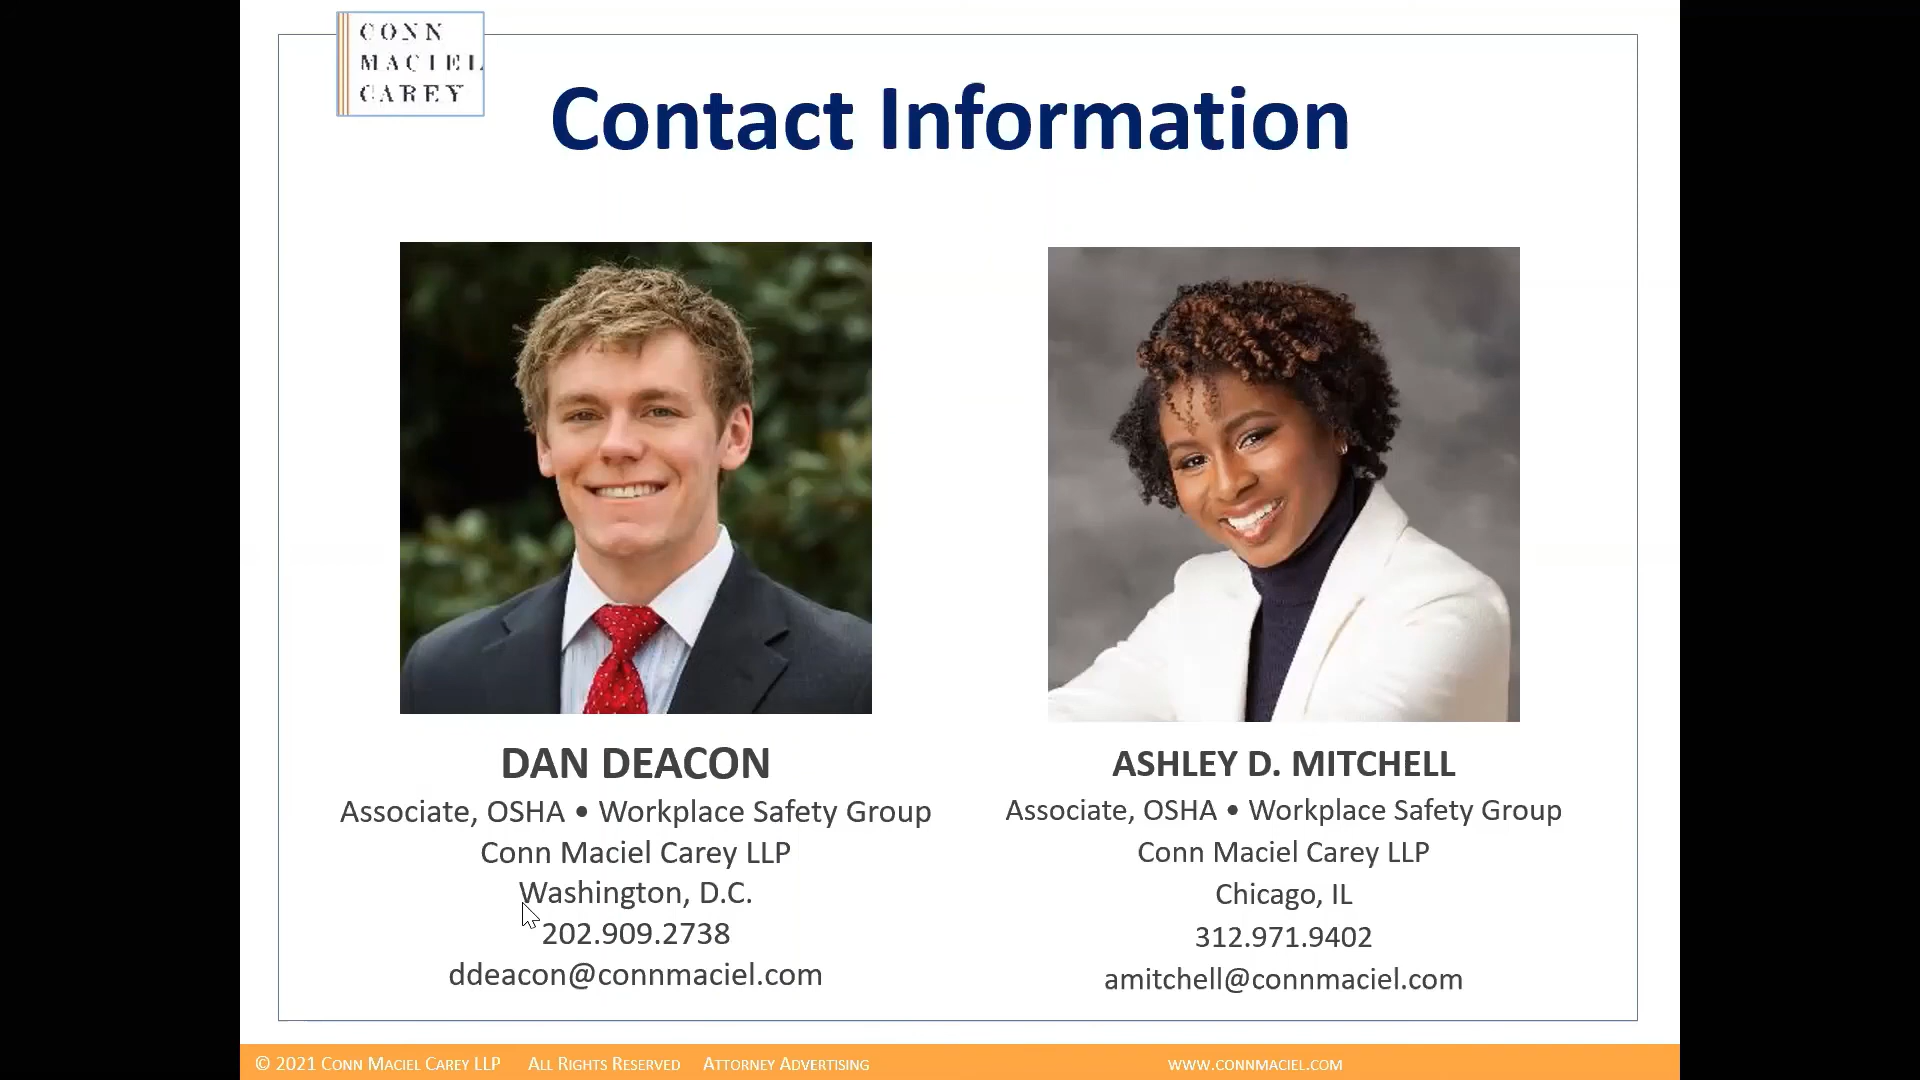 CONN
MACIEL
CAREY
Contact Information
DAN DEACON
Associate, OSHA • Workplace Safety Group
Conn Maciel Carey LLP
Washington, D.C.
202.909.2738
ddeacon@connmaciel.com
ASHLEY D. MITCHELL
Associate, OSHA • Workplace Safety Group
Conn Maciel Carey LLP
Chicago, IL
312.971.9402
amitchell@connmaciel.com
© 2021 CONN MACIEL CAREY LLP ALL RIGHTS RESERVED ATTORNEY ADVERTISING WWW.CONNMACIEL.COM